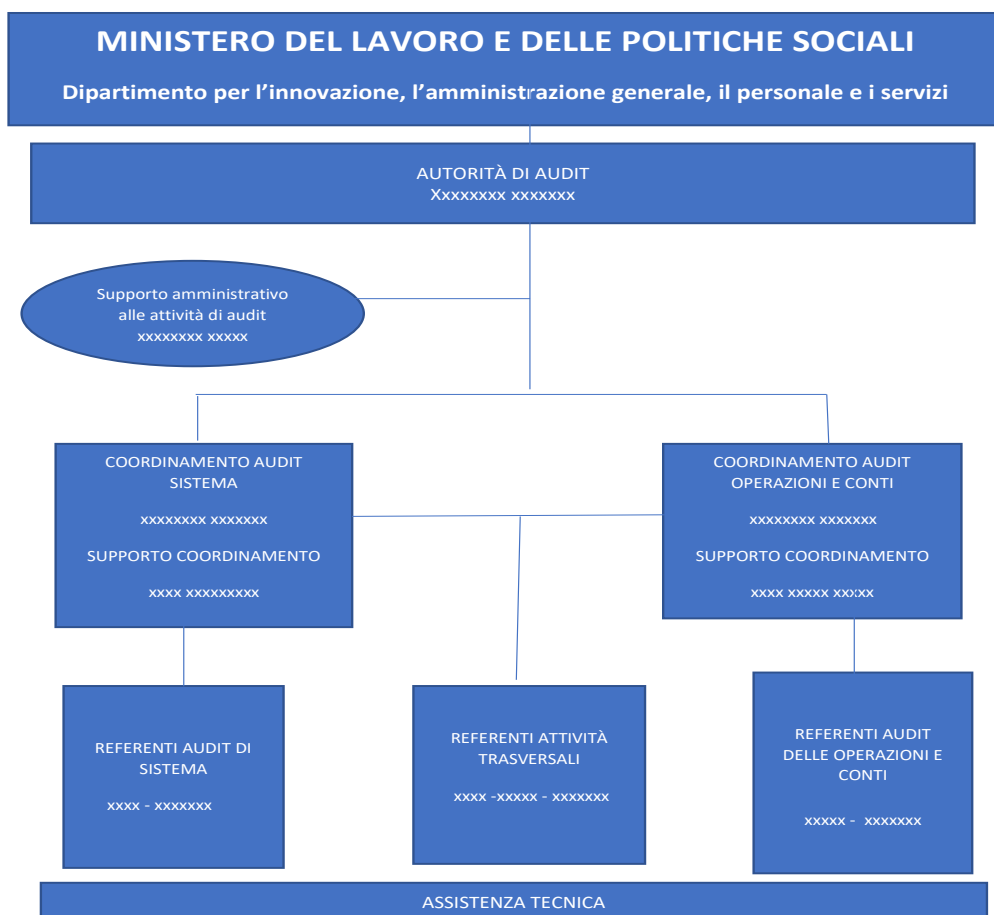 MINISTERO DEL LAVORO E DELLE POLITICHE SOCIALI
Dipartimento per l'innovazione, l'amministrazione generale, il personale e i servizi
AUTORITÀ DI AUDIT
Xxxxxxxx xxxxxxx
Supporto amministrativo
alle attività di audit
xxxxxxxx xxxxx
COORDINAMENTO AUDIT
SISTEMA
xxxxxxxx xxxxxxx
SUPPORTO COORDINAMENTO
xxxx xxxxxxxxx
COORDINAMENTO AUDIT
OPERAZIONI E CONTI
xxxxxxxx xxxxxxx
SUPPORTO COORDINAMENTO
xxxx xxxxx xxxxx
REFERENTI AUDIT DI
SISTEMA
xxxx - xxxxxxx
REFERENTI ATTIVITÀ
TRASVERSALI
xxxx -xxxxx - xxxxxxx
REFERENTI AUDIT
DELLE OPERAZIONI E
CONTI
xxxxx - xxxxxxx
ASSISTENZA TECNICA